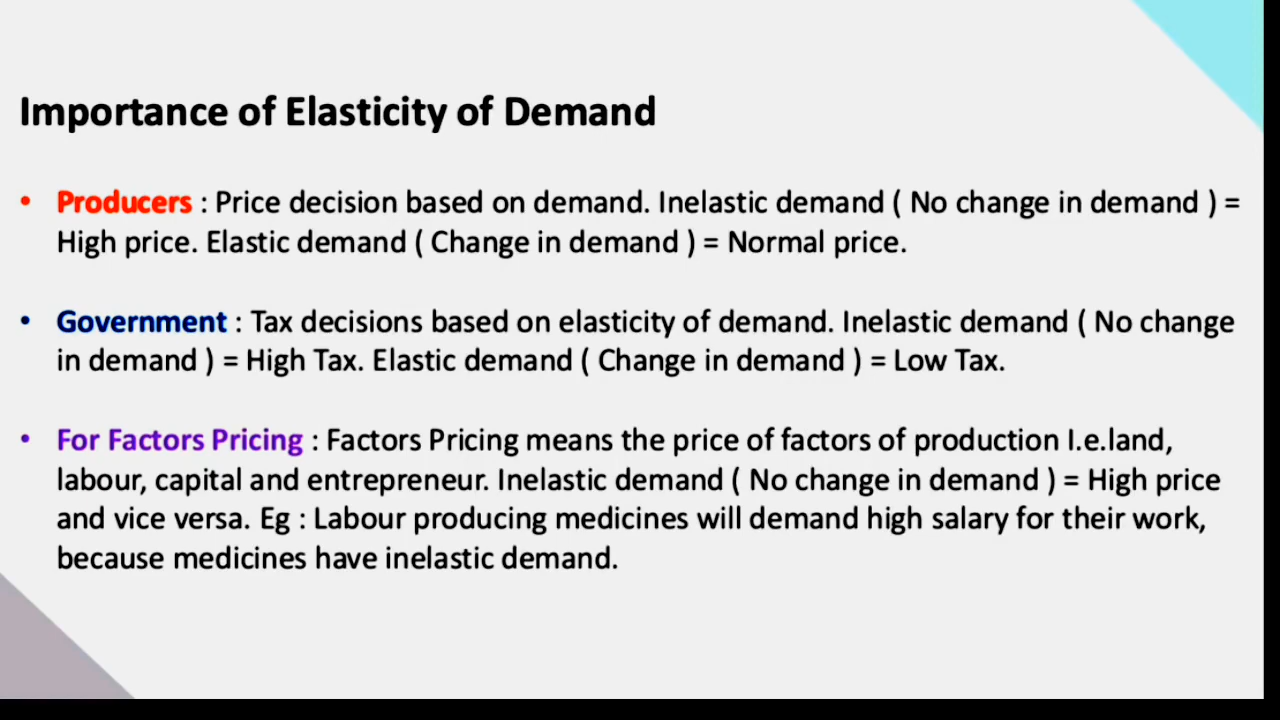 Importance of Elasticity of Demand
• Producers : Price decision based on demand. Inelastic demand ( No change in demand ) =
High price. Elastic demand ( Change in demand ) = Normal price.
• Government : Tax decisions based on elasticity of demand. Inelastic demand ( No change
in demand ) = High Tax. Elastic demand ( Change in demand ) = Low Tax.
• For Factors Pricing : Factors Pricing means the price of factors of production I.e.land,
labour, capital and entrepreneur. Inelastic demand ( No change in demand ) = High price
and vice versa. Eg : Labour producing medicines will demand high salary for their work,
because medicines have inelastic demand.